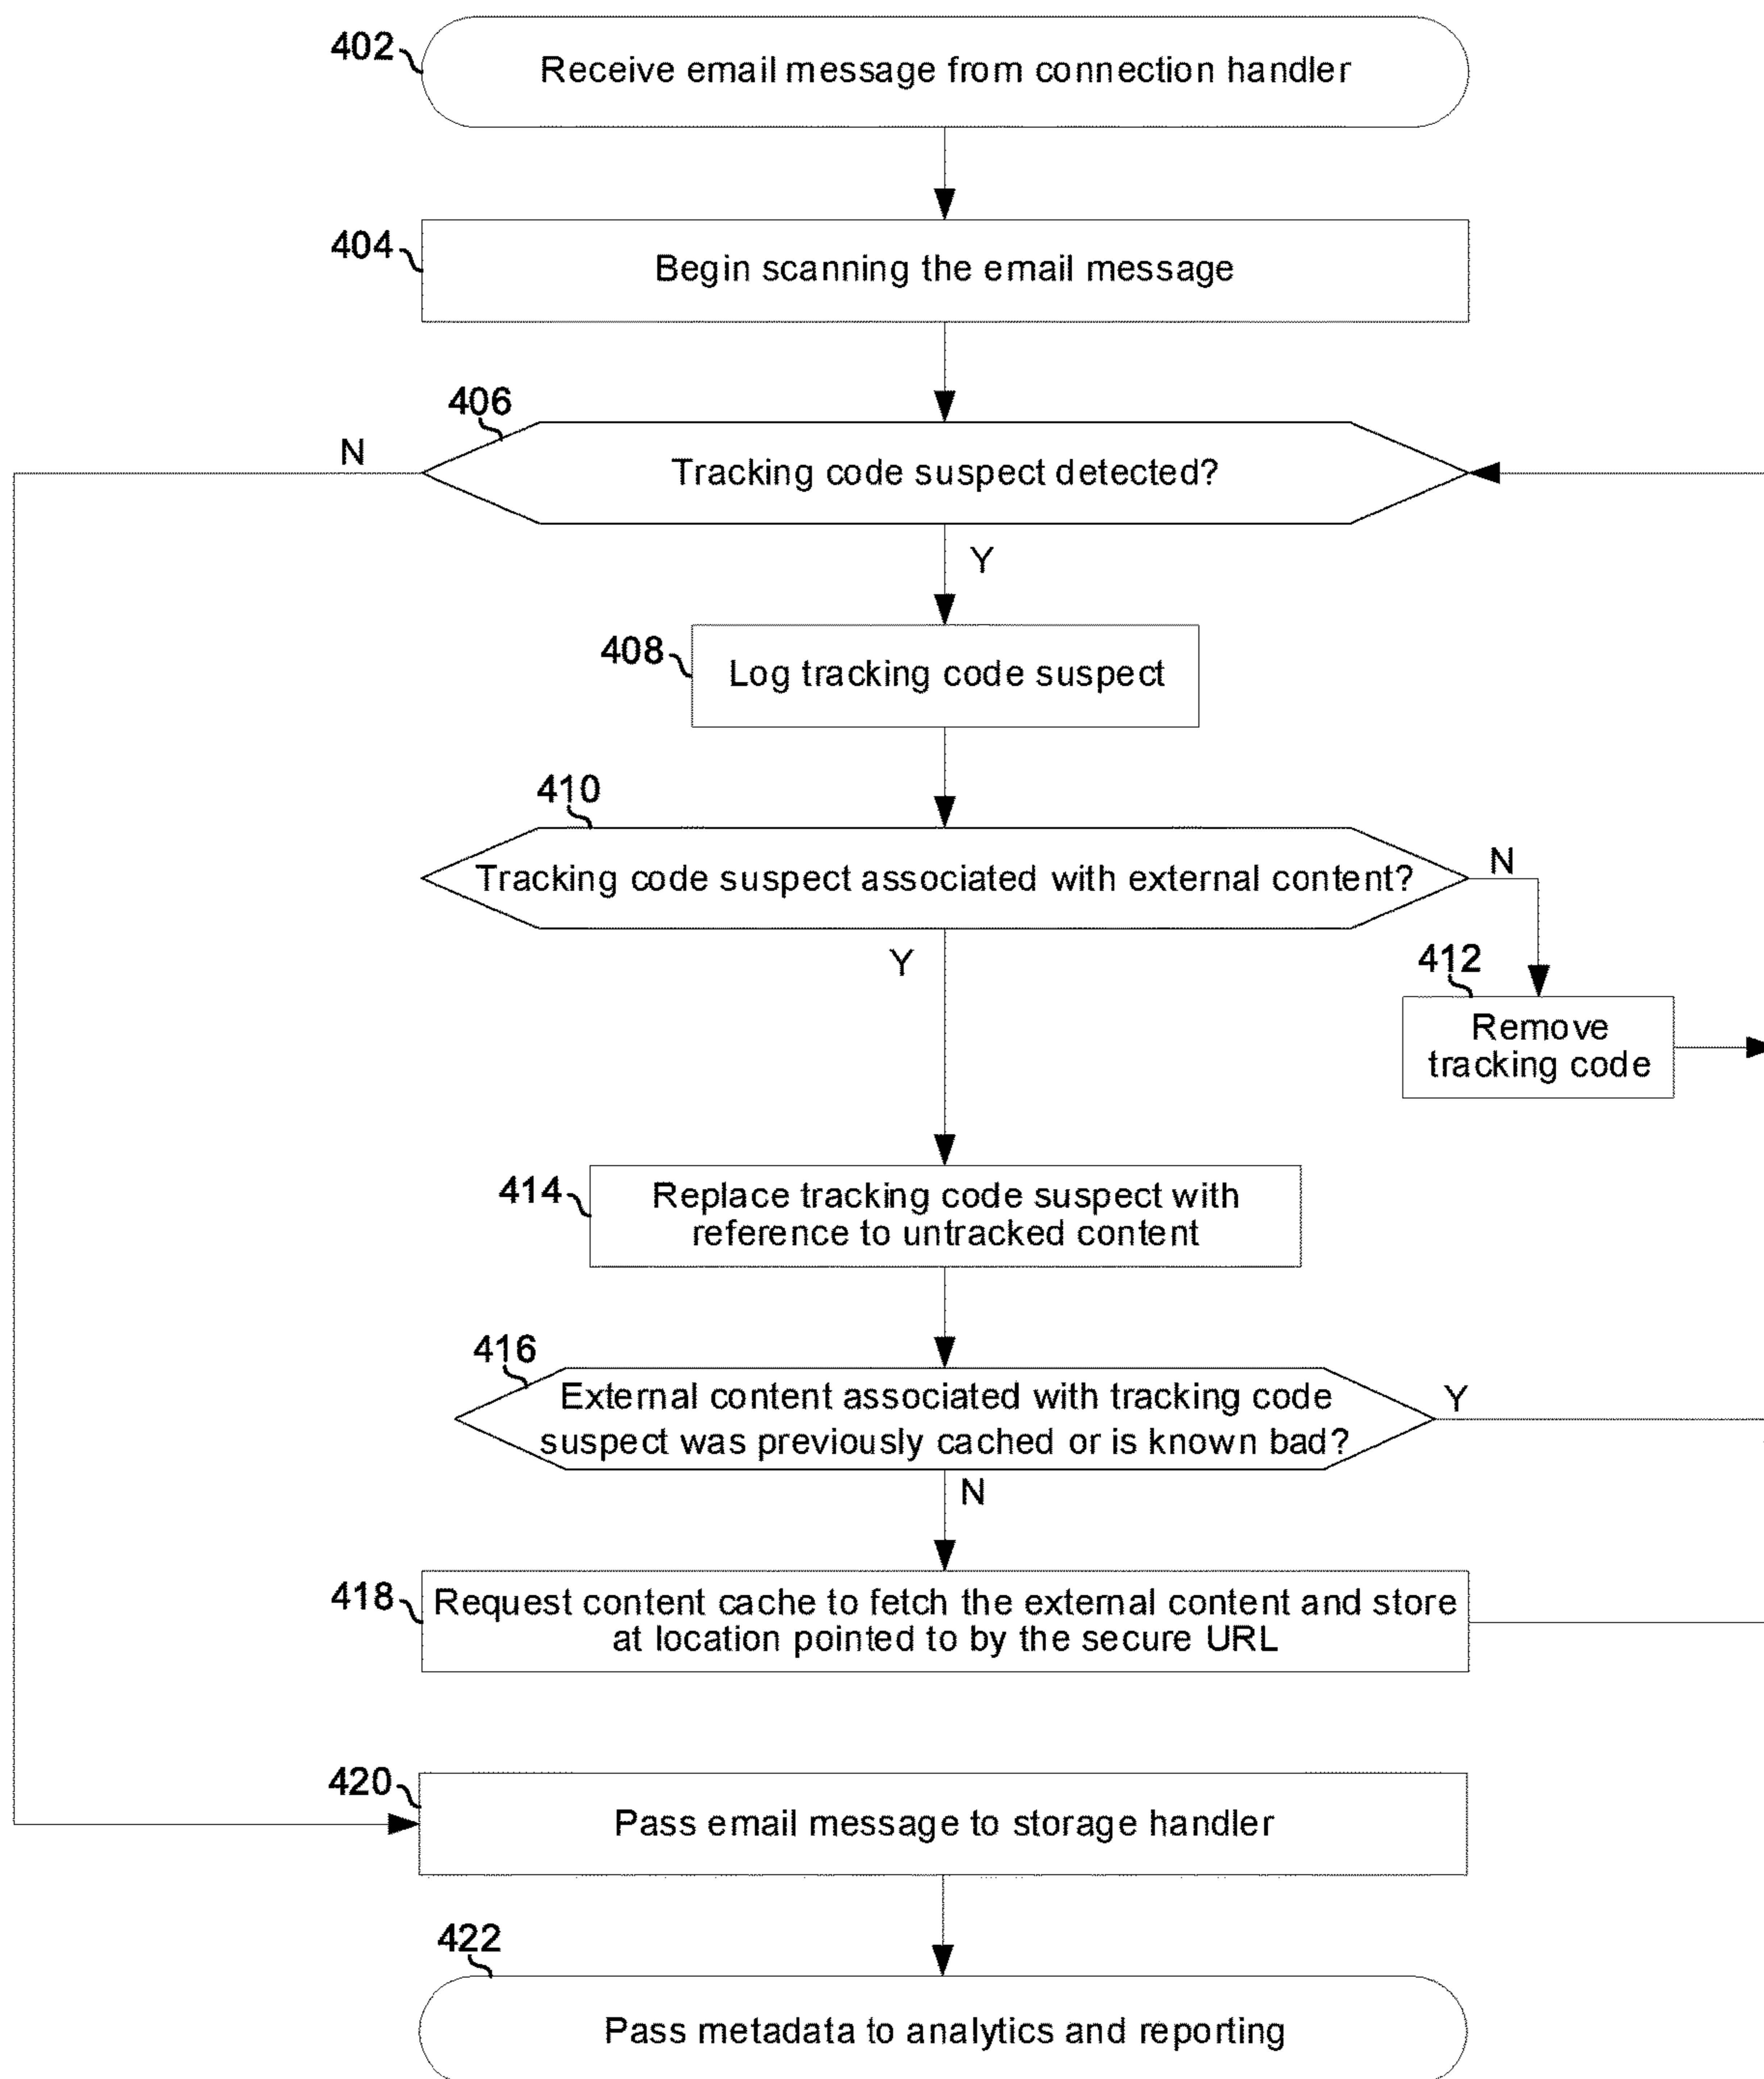 402
Receive email message from connection handler
404
Begin scanning the email message
406
N
Tracking code suspect detected?
Y
408
Log tracking code suspect
410
Tracking code suspect associated with external content?
N
Y
412
Remove
tracking code
414
Replace tracking code suspect with
reference to untracked content
416
External content associated with tracking code
suspect was previously cached or is known bad?
Y
N
418
Request content cache to fetch the external content and store
at location pointed to by the secure URL
420
Pass email message to storage handler
422
Pass metadata to analytics and reporting